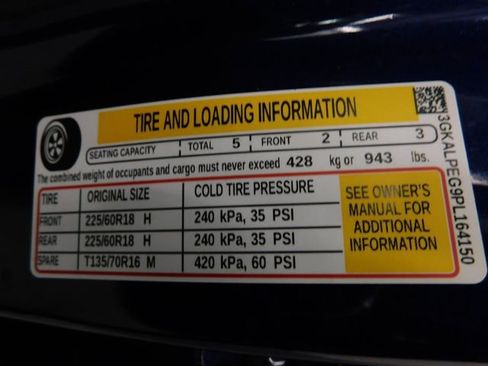 TIRE AND LOADING INFORMATION
SEATING CAPACITY TOTAL 5 FRONT 2 REAR 3
The combined weight of occupants and cargo must never exceed 428 kg or 943 lbs.
TIRE ORIGINAL SIZE COLD TIRE PRESSURE
FRONT 225/60R18 H 240 kPa, 35 PSI
REAR 225/60R18 H 240 kPa, 35 PSI
SPARE T135/70R16 M 420 kPa, 60 PSI
SEE OWNER'S
MANUAL FOR
ADDITIONAL
INFORMATION
3GKALPEG9PL164150